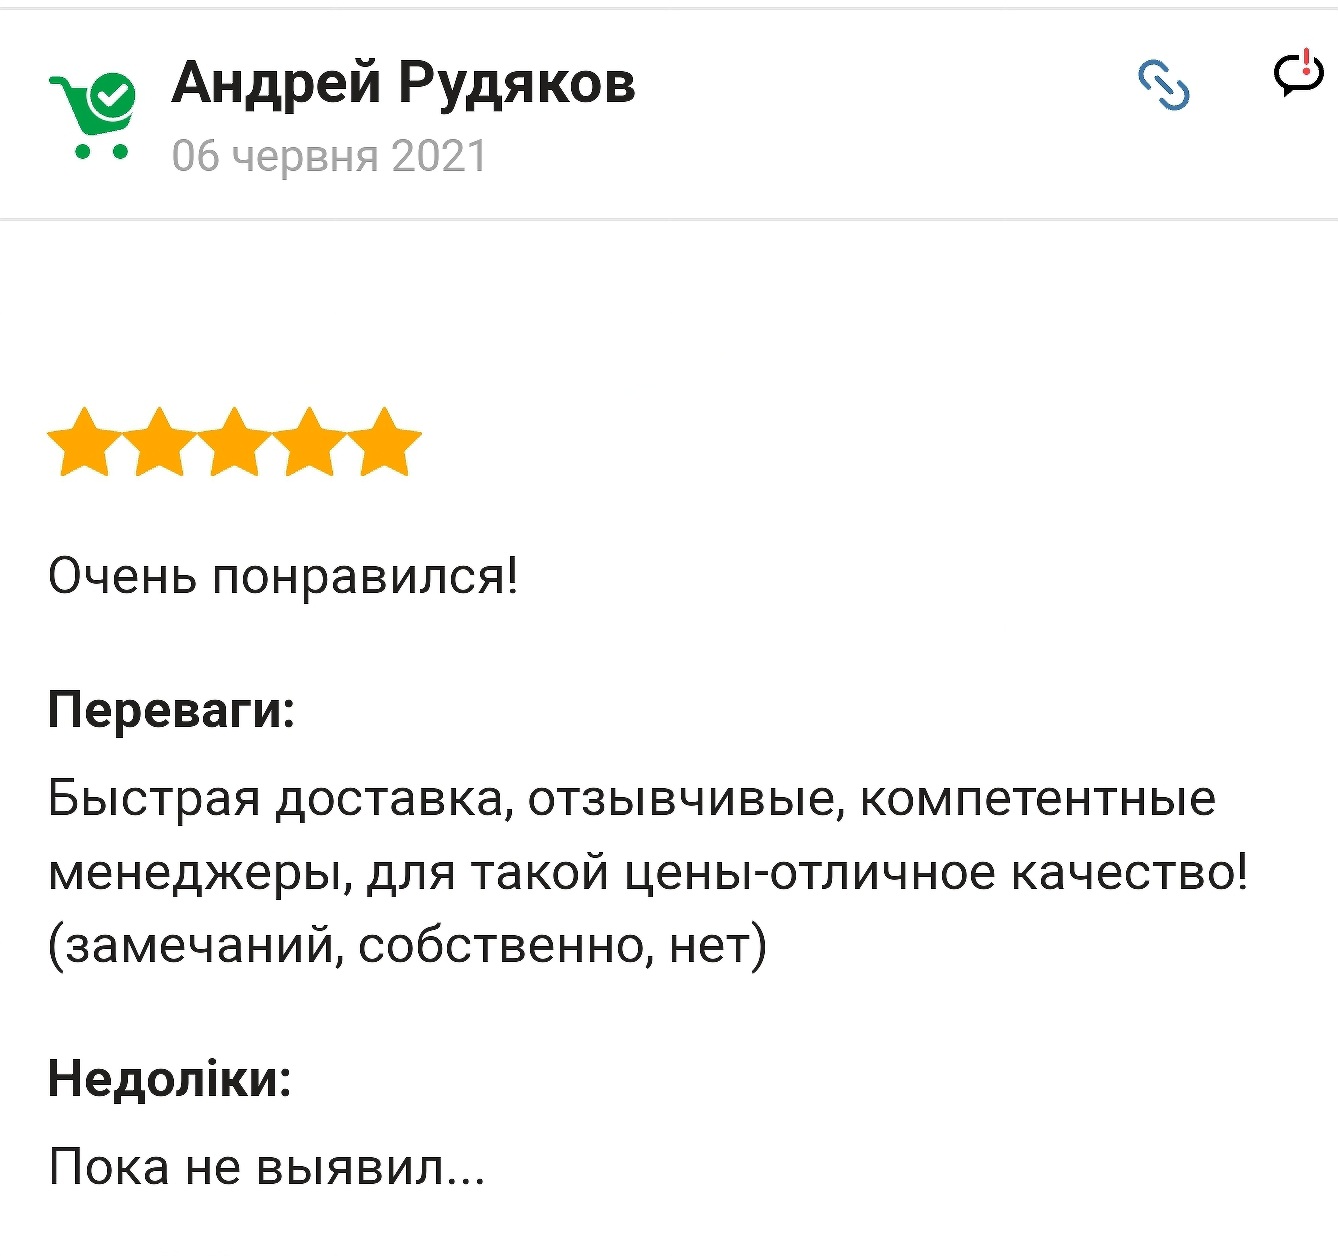 Андрей Рудяков
06 червня 2021
Очень понравился!
Переваги:
Быстрая доставка, отзывчивые, компетентные
менеджеры, для такой цены-отличное качество!
(замечаний, собственно, нет)
Недоліки:
Пока не выявил...